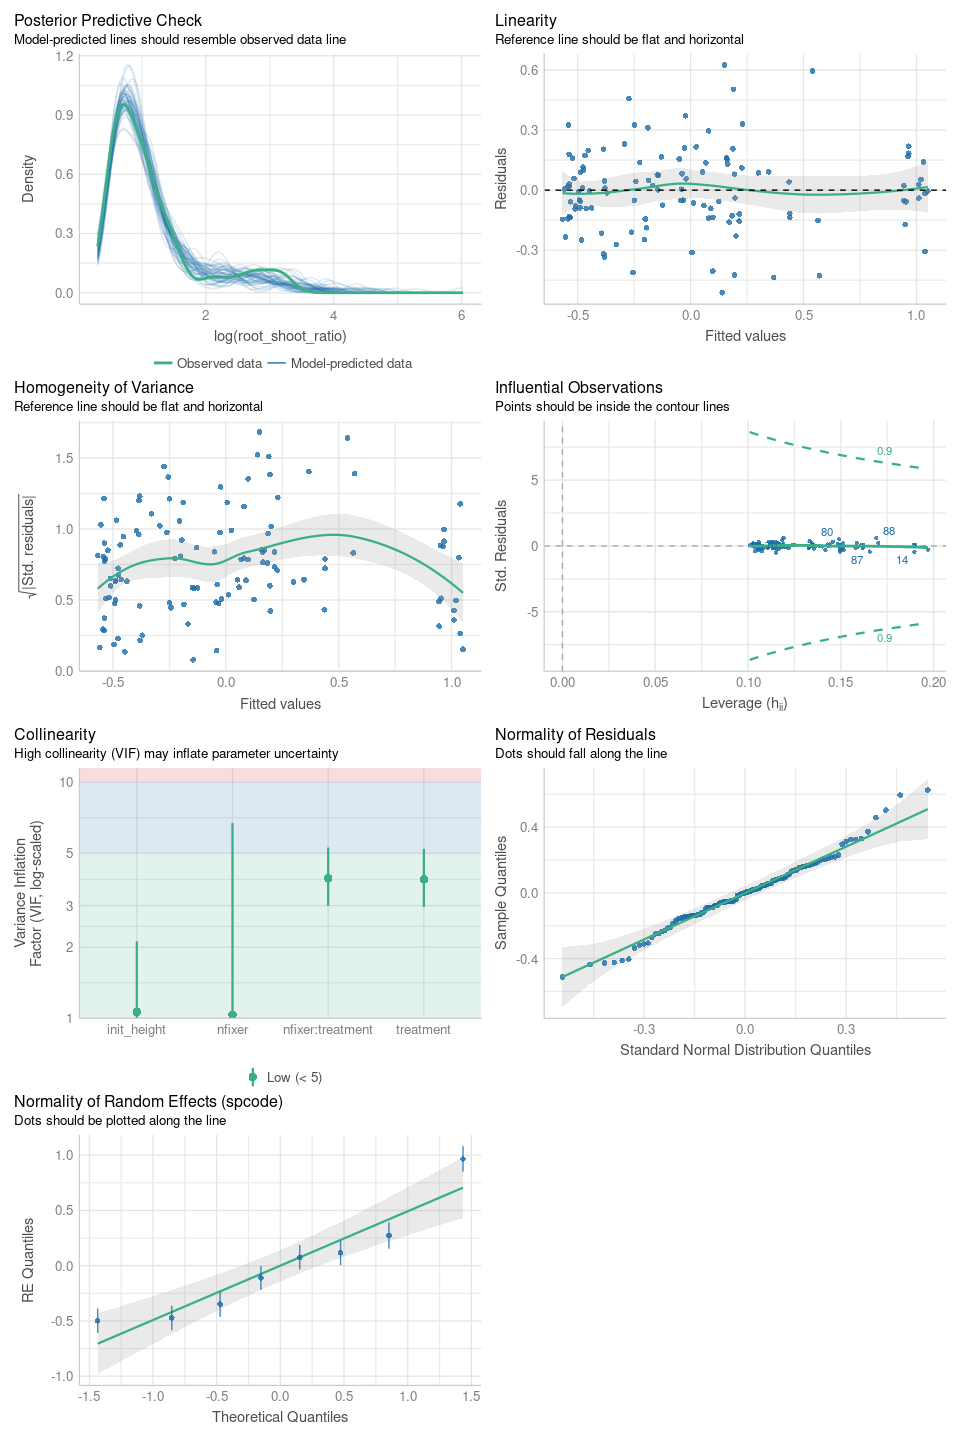 Posterior Predictive Check
Model-predicted lines should resemble observed data line
1.2
0.9
0.6
0.3
0.0
Density
2
4
6
log(root_shoot_ratio)
Observed data
Model-predicted data
Linearity
Reference line should be flat and horizontal
0.6
0.3
0.0
-0.3
Residuals
-0.5
0.0
0.5
1.0
Fitted values
Homogeneity of Variance
Reference line should be flat and horizontal
1.5
1.0
0.5
0.0
√|Std. residuals|
-0.5
0.0
0.5
1.0
Fitted values
Influential Observations
Points should be inside the contour lines
5
0
-5
Std. Residuals
0.9
80
88
87
14
0.9
0.00
0.05
0.10
0.15
0.20
Leverage (hii)
Collinearity
High collinearity (VIF) may inflate parameter uncertainty
10
5
3
2
1
Variance Inflation
Factor (VIF, log-scaled)
init_height
nfixer
nfixer:treatment
treatment
Low (< 5)
Normality of Residuals
Dots should fall along the line
0.4
0.0
-0.4
Sample Quantiles
-0.3
0.0
0.3
Standard Normal Distribution Quantiles
Normality of Random Effects (spcode)
Dots should be plotted along the line
1.0
0.5
0.0
-0.5
-1.0
RE Quantiles
-1.5
-1.0
-0.5
0.0
0.5
1.0
1.5
Theoretical Quantiles